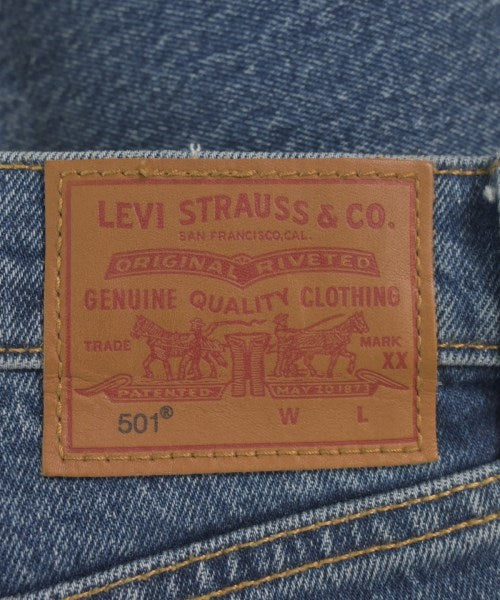 LEVI STRAUSS & CO.
SAN FRANCISCO, CAL.
ORIGINAL RIVETED
GENUINE QUALITY CLOTHING
TRADE MARK
XX
PATENTED MAY 20 1873
501® W L